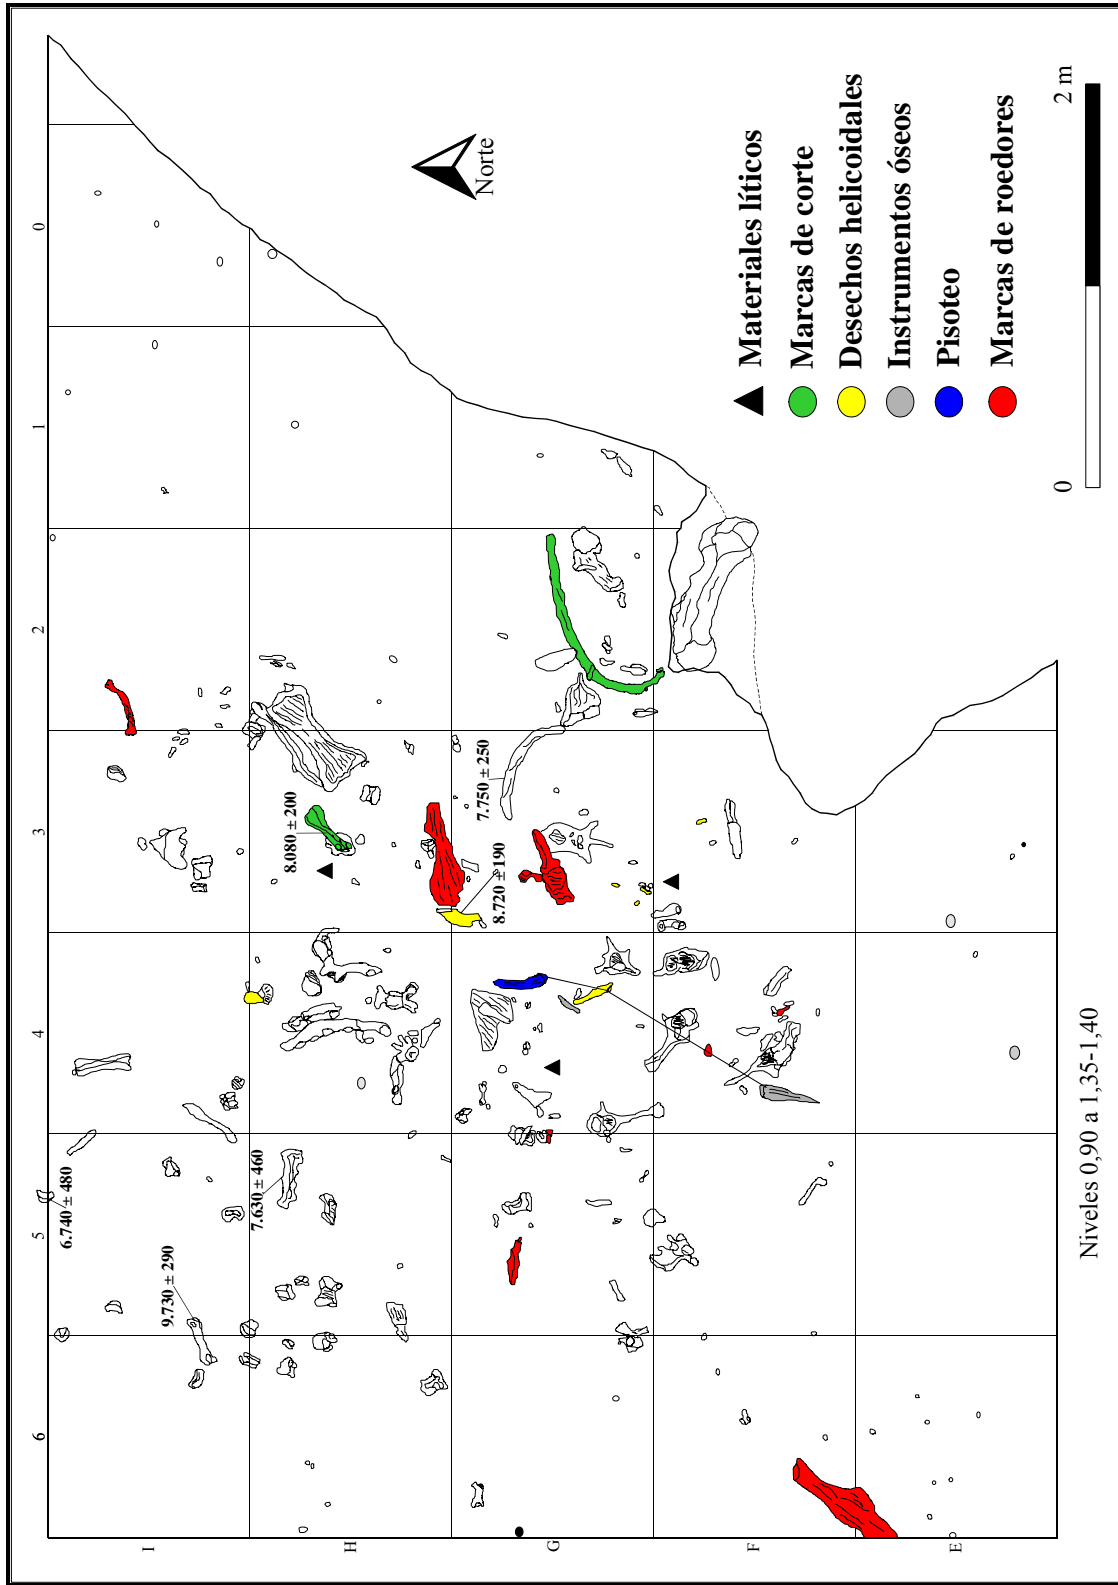 0
1
2
3
4
5
6
I
H
G
F
E
Norte
8.080 ± 200
7.750 ± 250
8.720 ± 190
6.740 ± 480
7.630 ± 460
9.730 ± 290
Materiales líticos
Marcas de corte
Desechos helicoidales
Instrumentos óseos
Pisoteo
Marcas de roedores
0 2 m
Niveles 0,90 a 1,35-1,40